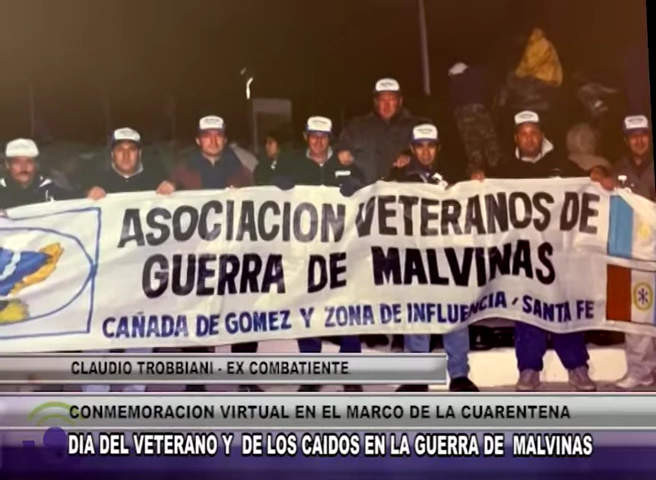 ASOCIACION VETERANOS DE
GUERRA DE MALVINAS
CAÑADA DE GOMEZ Y ZONA DE INFLUENCIA - SANTA FE
CLAUDIO TROBBIANI - EX COMBATIENTE
CONMEMORACION VIRTUAL EN EL MARCO DE LA CUARENTENA
DIA DEL VETERANO Y DE LOS CAIDOS EN LA GUERRA DE MALVINAS